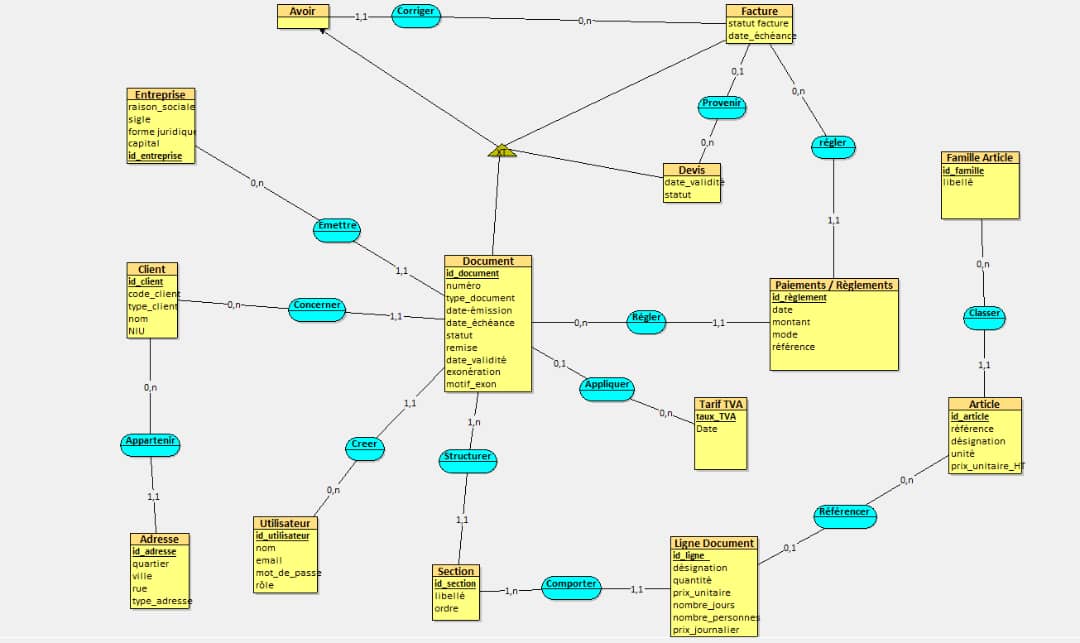 Avoir
1,1
Corriger
0,n
Facture
statut facture
date_échéance
0,1
0,n
Provenir
0,n
régler
Entreprise
raison_sociale
sigle
forme juridiqu
capital
id_entreprise
0,n
XT
Devis
date_validité
statut
Famille Article
id_famille
libellé
1,1
Emettre
1,1
0,n
Client
id_client
code_client
type_client
nom
NIU
0,n
Concerner
1,1
Document
id_document
numéro
type_document
date-émission
date_échéance
statut
remise
date_validité
exonération
motif_exon
0,n
Régler
1,1
Paiements / Règlements
id_règlement
date
montant
mode
référence
Classer
1,1
0,1
Appliquer
0,n
Tarif TVA
taux_TVA
Date
Article
id_article
référence
désignation
unité
prix_unitaire_HT
0,n
Appartenir
1,1
1,1
Creer
0,n
1,n
Structurer
1,1
0,n
Référencer
0,1
Adresse
id_adresse
quartier
ville
rue
type_adresse
Utilisateur
id_utilisateur
nom
email
mot_de_passe
rôle
Section
id_section
libellé
ordre
1,n
Comporter
1,1
Ligne Document
id_ligne
désignation
quantité
prix_unitaire
nombre_jours
nombre_personnes
prix_journalier